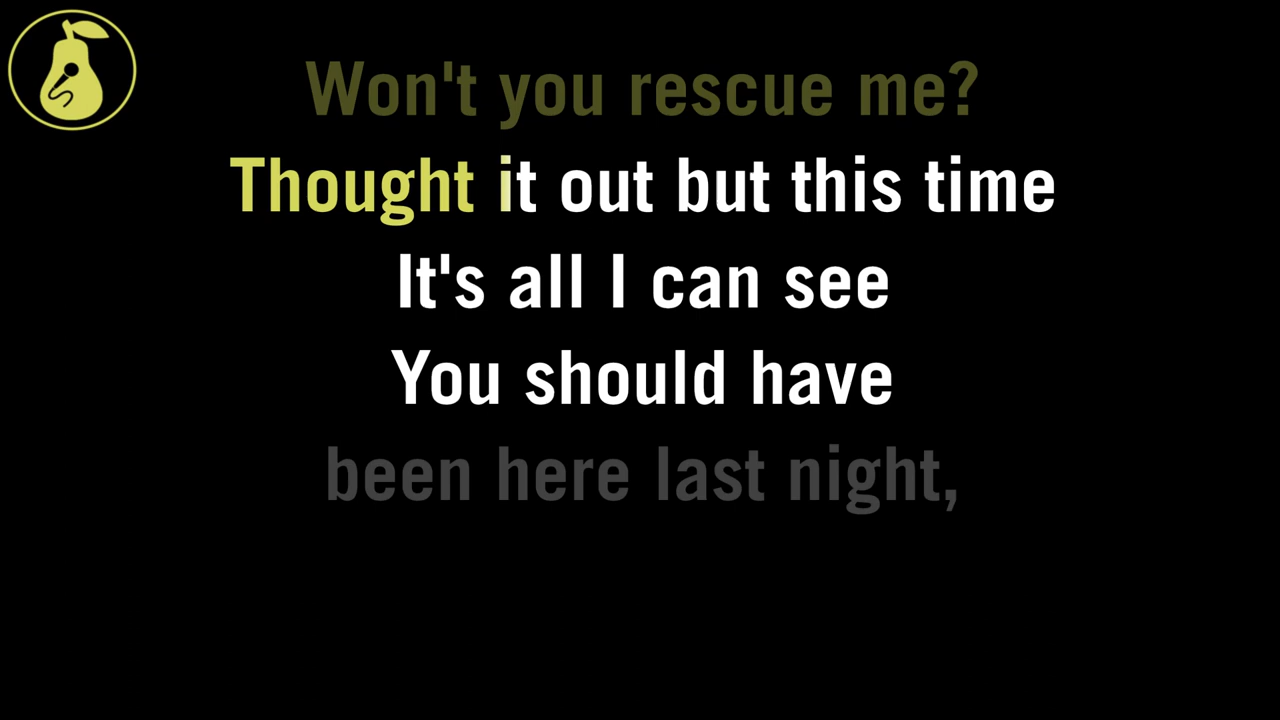 Won't you rescue me?
Thought it out but this time
It's all I can see
You should have
been here last night,